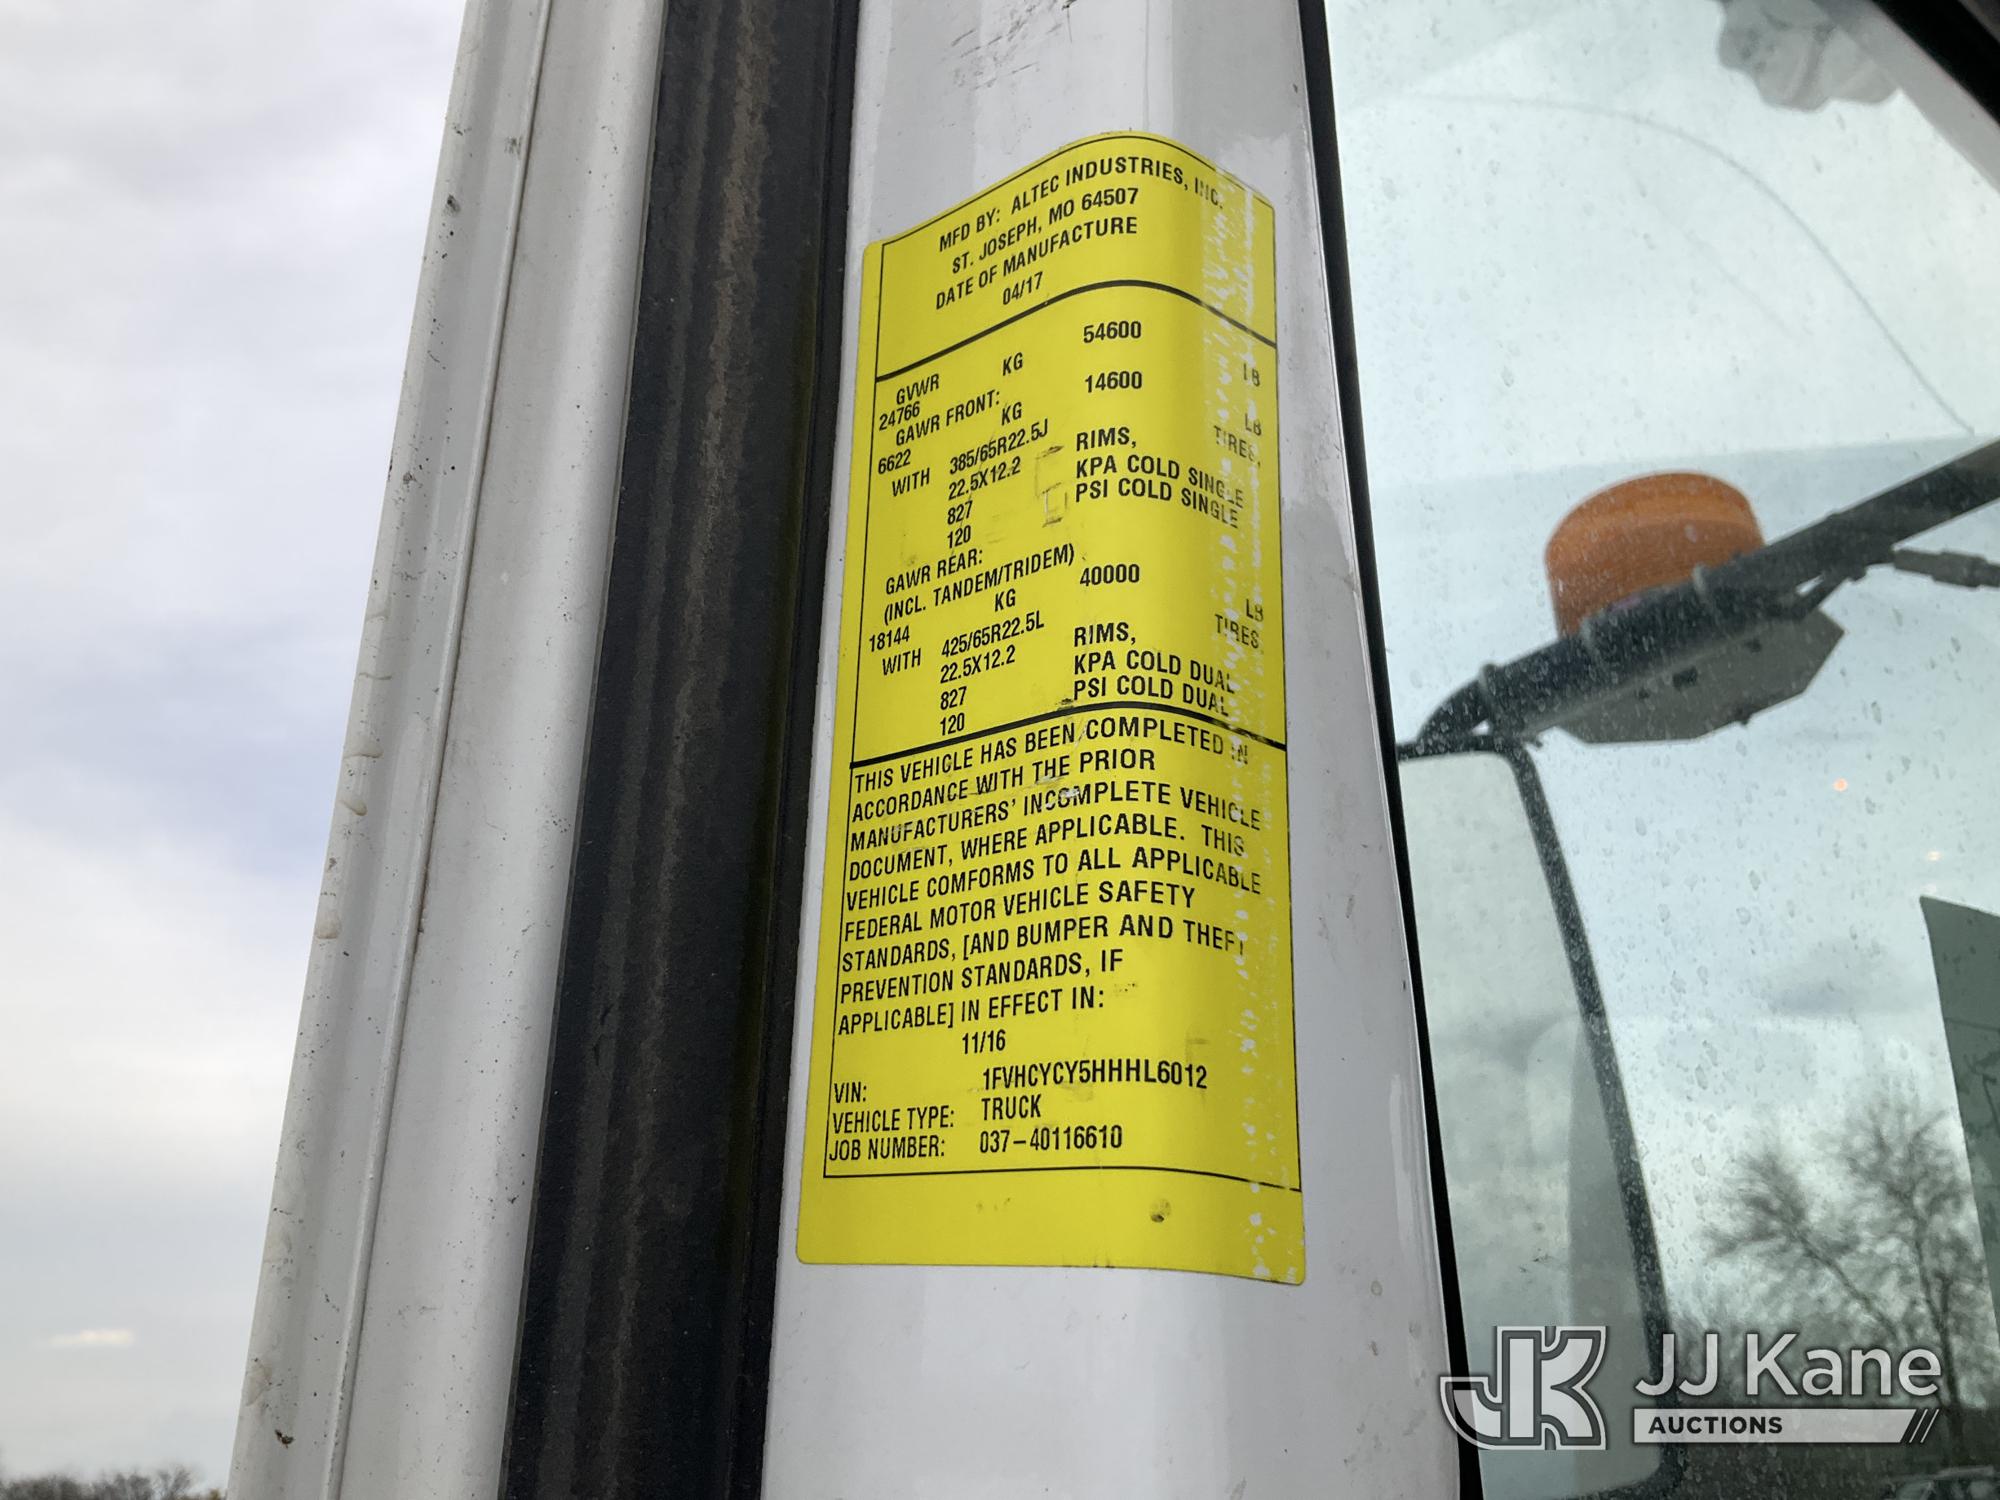 MFD BY: ALTEC INDUSTRIES, INC.
ST. JOSEPH, MO 64507
DATE OF MANUFACTURE
04/17
GVWR
24766 KG 54600 LB
GAWR FRONT:
6622 KG 14600 LB
WITH 385/65R22.5J TIRES,
22.5X12.2 RIMS,
827 KPA COLD SINGLE
120 PSI COLD SINGLE
GAWR REAR:
(INCL. TANDEM/TRIDEM)
18144 KG 40000 LB
WITH 425/65R22.5L TIRES
22.5X12.2 RIMS,
827 KPA COLD DUAL
120 PSI COLD DUAL
THIS VEHICLE HAS BEEN COMPLETED IN
ACCORDANCE WITH THE PRIOR
MANUFACTURERS' INCOMPLETE VEHICLE
DOCUMENT, WHERE APPLICABLE. THIS
VEHICLE COMFORMS TO ALL APPLICABLE
FEDERAL MOTOR VEHICLE SAFETY
STANDARDS, [AND BUMPER AND THEFT
PREVENTION STANDARDS, IF
APPLICABLE] IN EFFECT IN:
11/16
VIN: 1FVHCYCY5HHHL6012
VEHICLE TYPE: TRUCK
JOB NUMBER: 037-40116610
JK JJ Kane
AUCTIONS